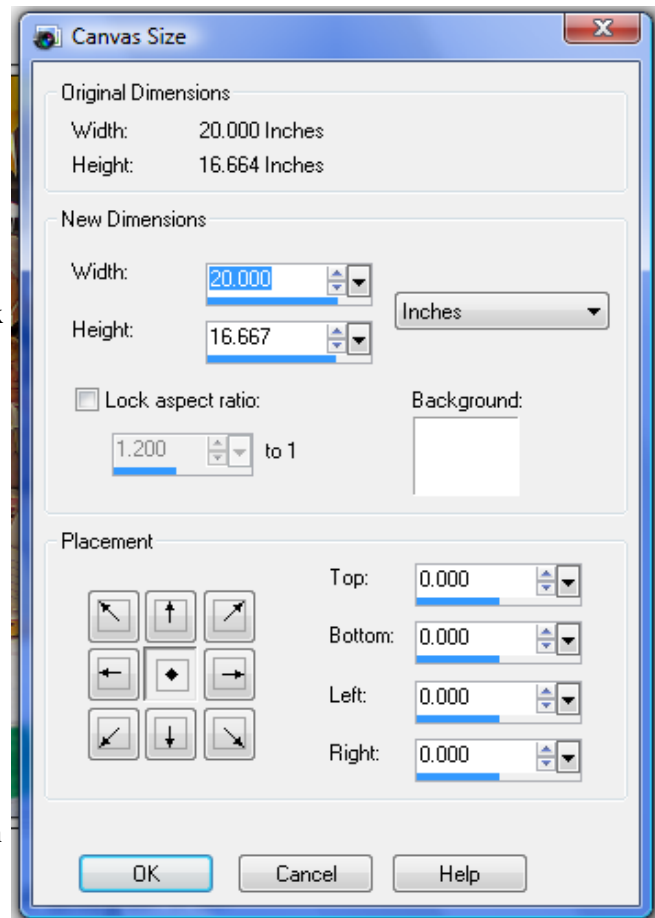 Canvas Size
Original Dimensions
Width: 20.000 Inches
Height: 16.664 Inches
New Dimensions
Width: 20.000
Inches
Height: 16.667
Lock aspect ratio:
Background:
1.200 to 1
Placement
Top: 0.000
Bottom: 0.000
Left: 0.000
Right: 0.000
OK Cancel Help